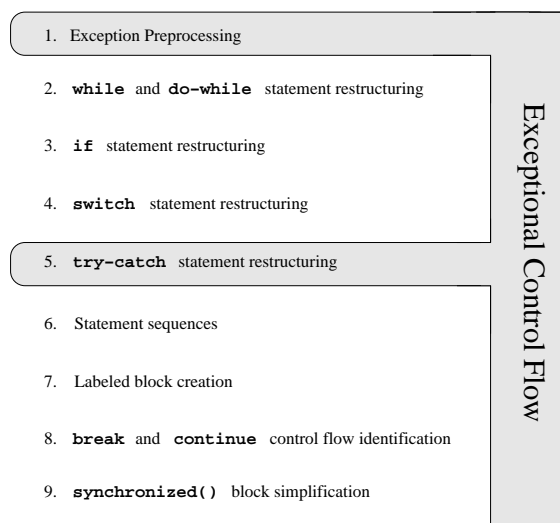 1. Exception Preprocessing
2. while and do-while statement restructuring
3. if statement restructuring
4. switch statement restructuring
5. try-catch statement restructuring
6. Statement sequences
7. Labeled block creation
8. break and continue control flow identification
9. synchronized() block simplification
Exceptional Control Flow